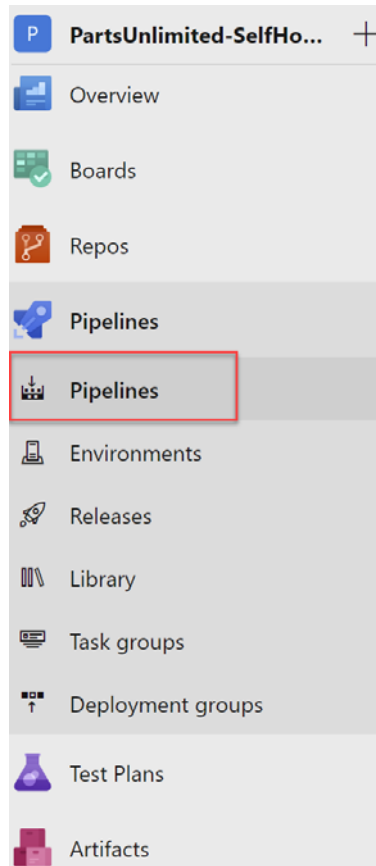 P PartsUnlimited-SelfHo... +
Overview
Boards
Repos
Pipelines
Pipelines
Environments
Releases
Library
Task groups
Deployment groups
Test Plans
Artifacts